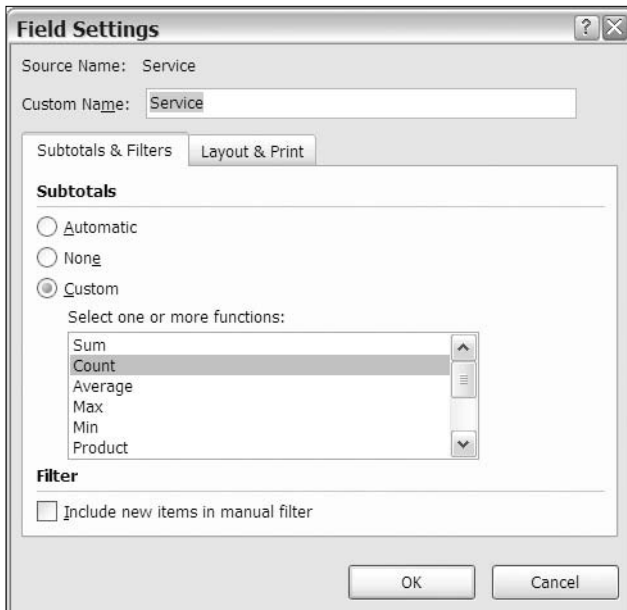 Field Settings
Source Name: Service
Custom Name: Service
Subtotals & Filters Layout & Print
Subtotals
Automatic
None
Custom
Select one or more functions:
Sum
Count
Average
Max
Min
Product
Filter
Include new items in manual filter
OK Cancel